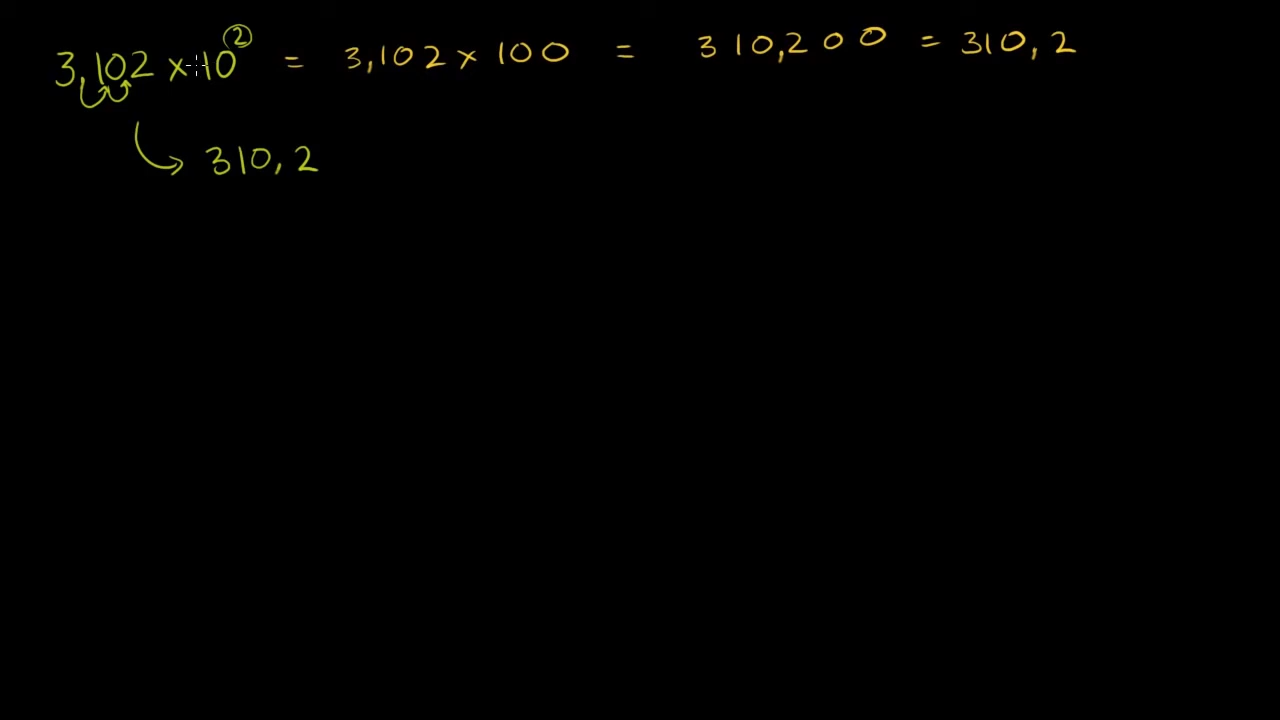 3,102 x 10² = 3,102 x 100 = 310,200 = 310,2
310,2